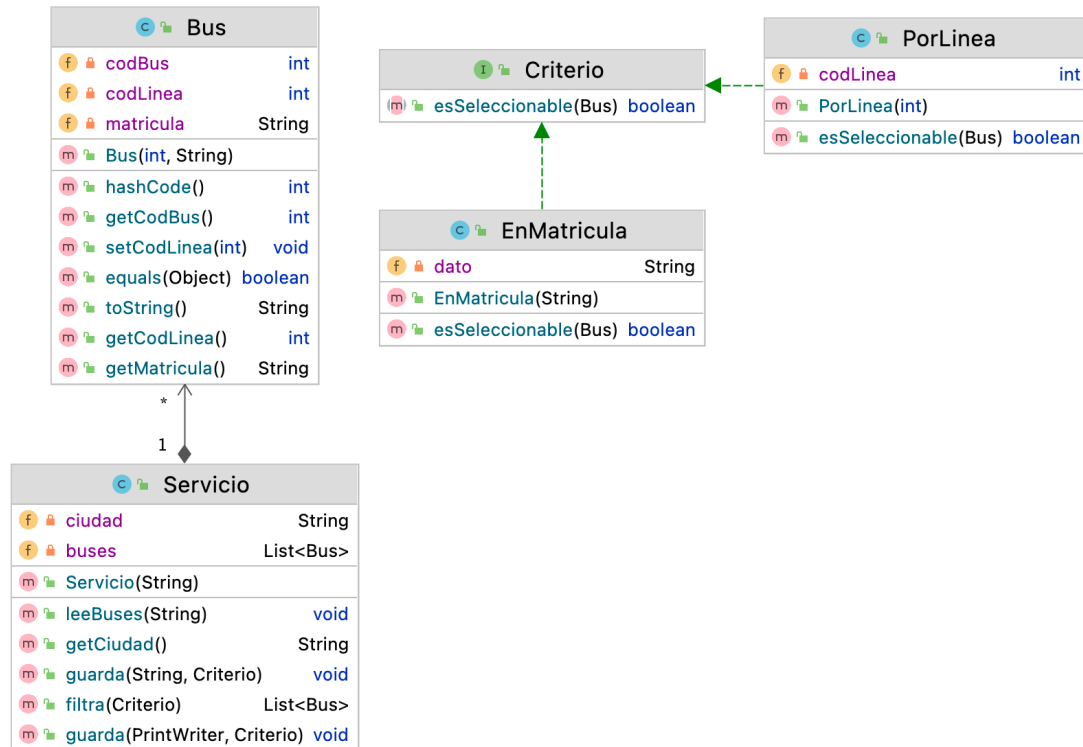 Bus
codBus int
codLinea int
matricula String
Bus(int, String)
hashCode() int
getCodBus() int
setCodLinea(int) void
equals(Object) boolean
toString() String
getCodLinea() int
getMatricula() String
*
1
Servicio
ciudad String
buses List<Bus>
Servicio(String)
leeBuses(String) void
getCiudad() String
guarda(String, Criterio) void
filtra(Criterio) List<Bus>
guarda(PrintWriter, Criterio) void
Criterio
esSeleccionable(Bus) boolean
EnMatricula
dato String
EnMatricula(String)
esSeleccionable(Bus) boolean
PorLinea
codLinea int
PorLinea(int)
esSeleccionable(Bus) boolean